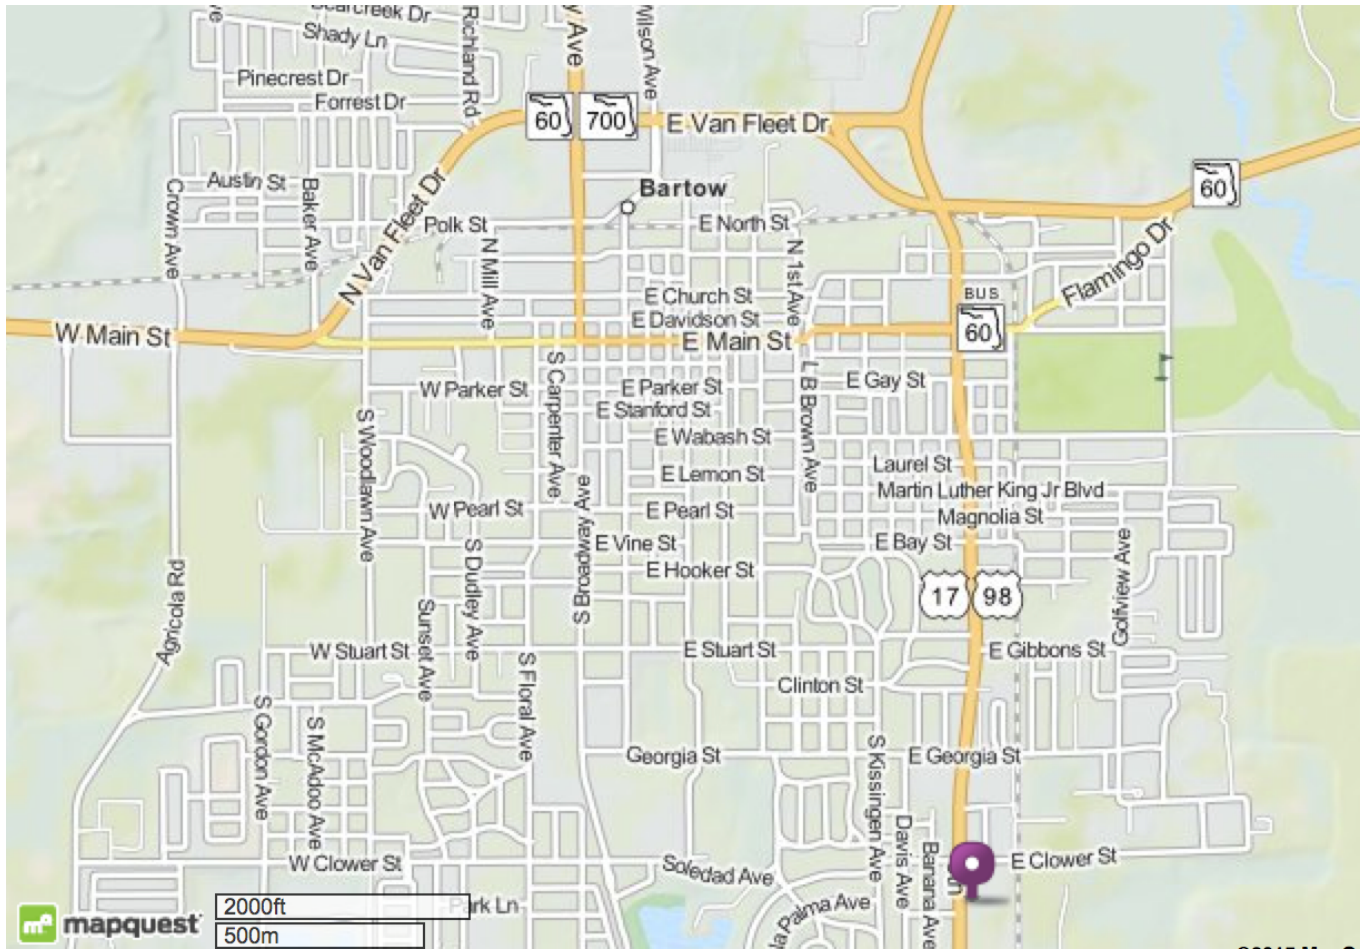 Shady Ln
Pinecrest Dr
Forrest Dr
Richland Rd
Ave
60
700
E Van Fleet Dr
Austin St
Crown Ave
Baker Ave
N Van Fleet Dr
Polk St
Bartow
E North St
60
N Mill Ave
N 1st Ave
Flamingo Dr
BUS
60
E Church St
E Davidson St
W Main St
E Main St
W Parker St
S Carpenter Ave
E Parker St
L B Brown Ave
E Gay St
E Stanford St
S Woodlawn Ave
E Wabash St
Laurel St
E Lemon St
Martin Luther King Jr Blvd
W Pearl St
S Broadway Ave
E Pearl St
Magnolia St
E Vine St
E Bay St
S Dudley Ave
E Hooker St
Golfview Ave
17
98
Agricola Rd
Sunset Ave
W Stuart St
S Floral Ave
E Stuart St
E Gibbons St
Clinton St
S Gordon Ave
S McAdoo Ave
Georgia St
S Kissingen Ave
E Georgia St
W Clower St
Soledad Ave
Davis Ave
Banana Ave
E Clower St
Palma Ave
Park Ln
mapquest
2000ft
500m